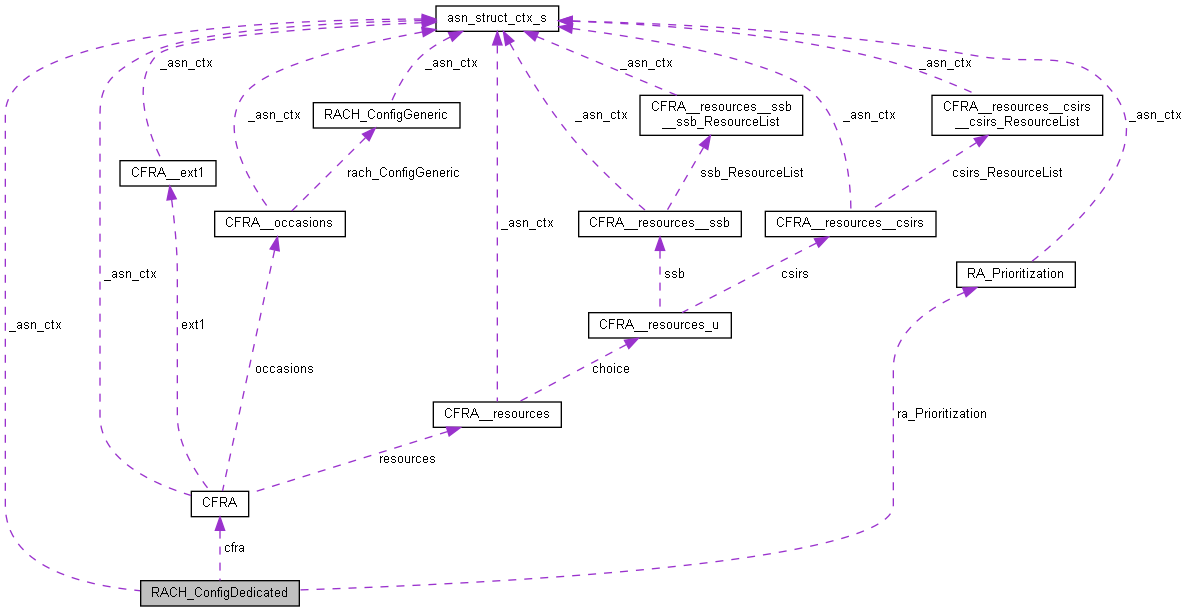 asn_struct_ctx_s
_asn_ctx
_asn_ctx
_asn_ctx
_asn_ctx
RACH_ConfigGeneric
CFRA__resources__ssb
__ssb_ResourceList
CFRA__resources__csirs
__csirs_ResourceList
_asn_ctx
_asn_ctx
_asn_ctx
_asn_ctx
CFRA__ext1
rach_ConfigGeneric
ssb_ResourceList
csirs_ResourceList
CFRA__occasions
_asn_ctx
CFRA__resources__ssb
CFRA__resources__csirs
_asn_ctx
ssb
csirs
RA_Prioritization
_asn_ctx
ext1
CFRA__resources_u
occasions
choice
CFRA__resources
ra_Prioritization
resources
CFRA
cfra
RACH_ConfigDedicated